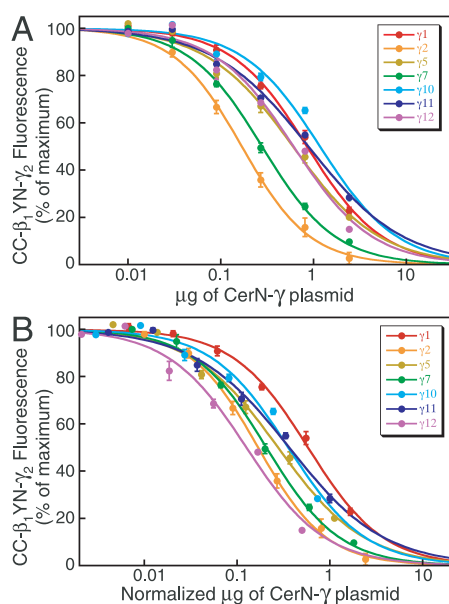 A
CC-β1YN-γ2 Fluorescence
(% of maximum)
100
80
60
40
20
0
0.01
0.1
1
10
μg of CerN-γ plasmid
γ1
γ2
γ5
γ7
γ10
γ11
γ12
B
CC-β1YN-γ2 Fluorescence
(% of maximum)
100
80
60
40
20
0
0.01
0.1
1
10
Normalized μg of CerN-γ plasmid
γ1
γ2
γ5
γ7
γ10
γ11
γ12